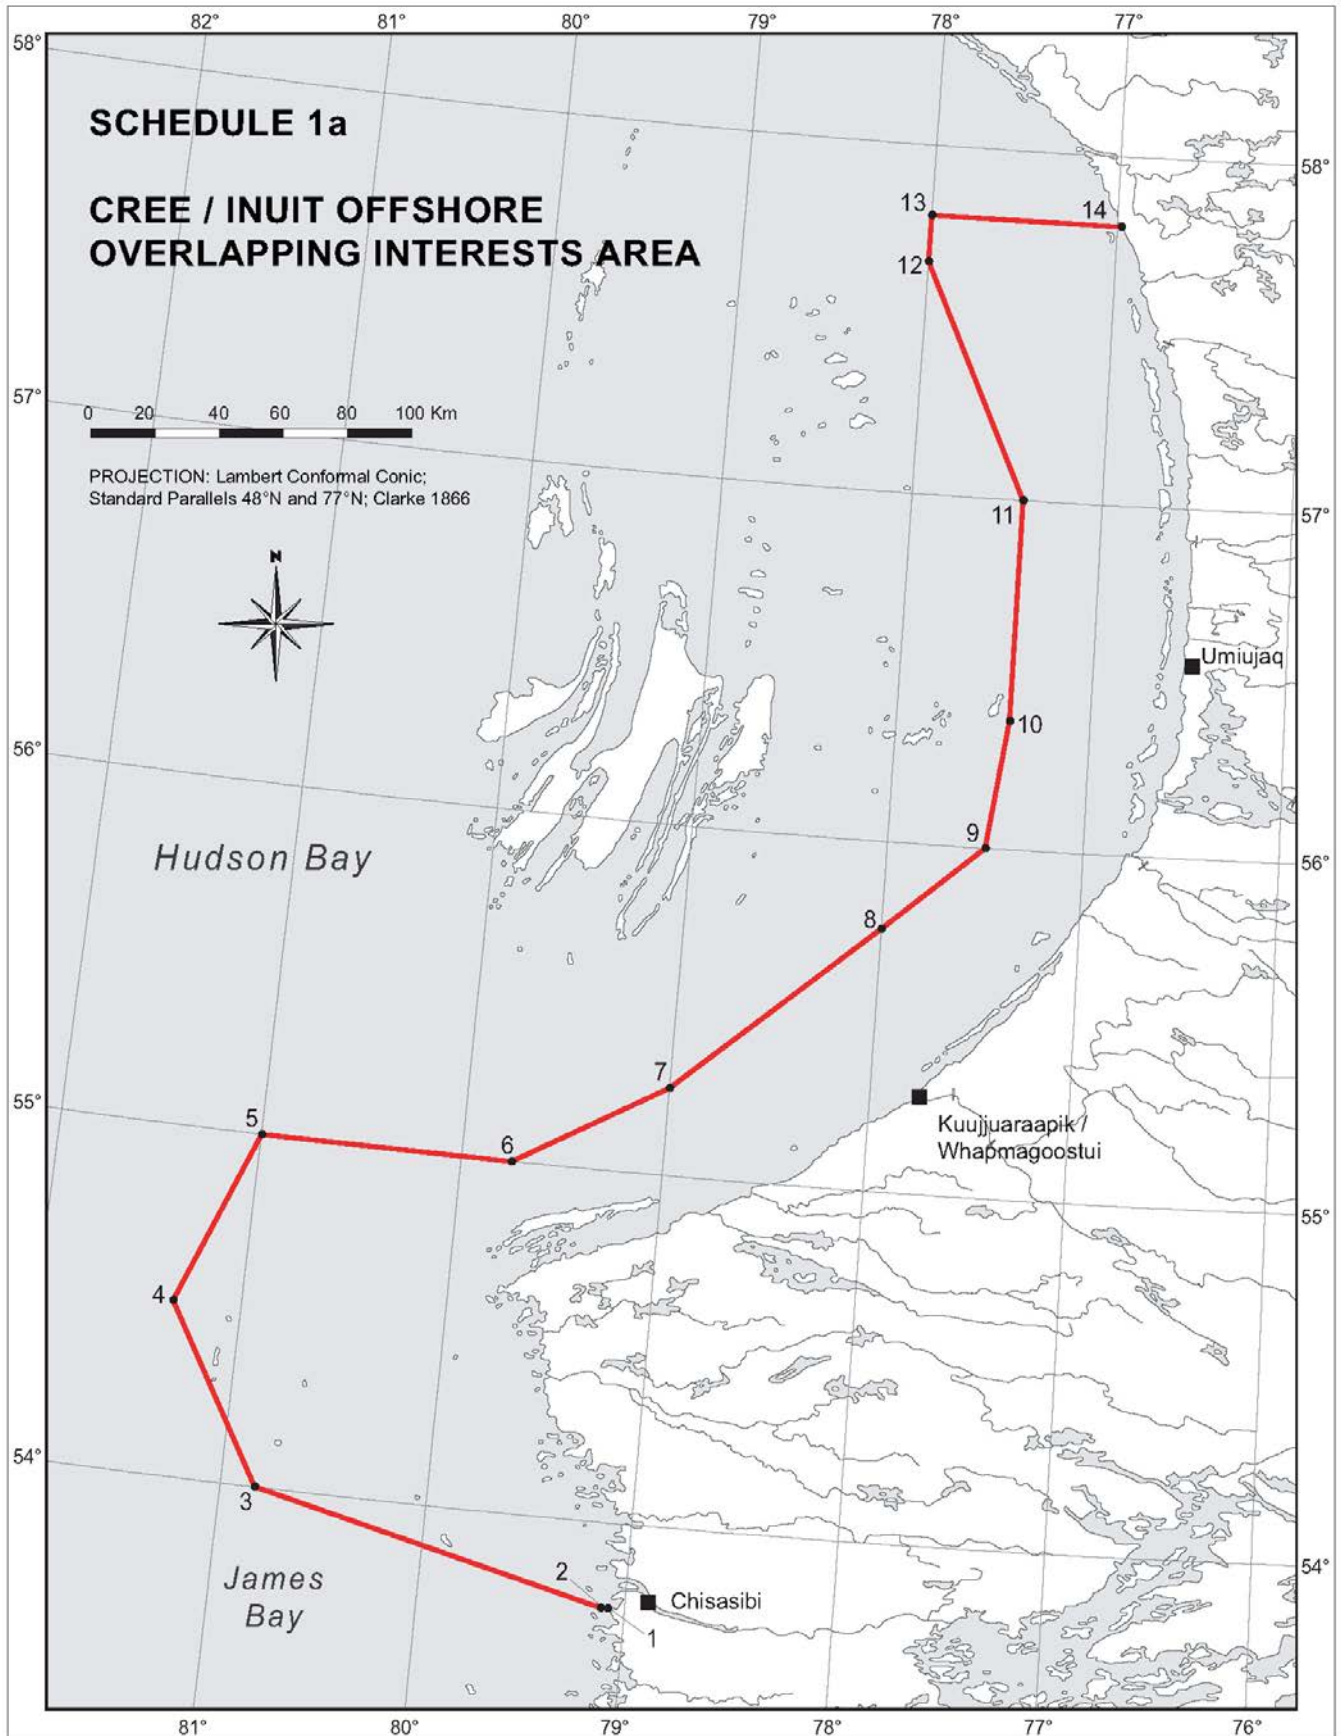 82° 81° 80° 79° 78° 77°
58°
SCHEDULE 1a
58°
CREE / INUIT OFFSHORE
OVERLAPPING INTERESTS AREA
13
14
12
57°
0 20 40 60 80 100 Km
PROJECTION: Lambert Conformal Conic;
Standard Parallels 48°N and 77°N; Clarke 1866
11
57°
N
Umiujaq
10
56°
9
Hudson Bay
56°
8
7
55°
5
Kuujjuaraapik /
Whapmagoostui
6
55°
4
54°
3
54°
2
James
Bay
Chisasibi
1
81° 80° 79° 78° 77° 76°